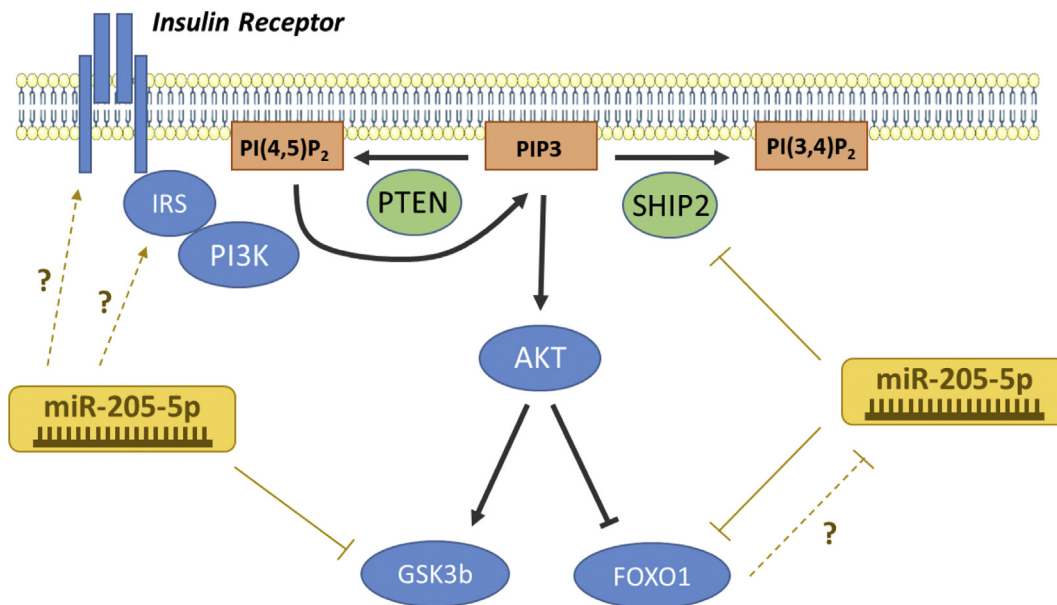 Insulin Receptor
PI(4,5)P₂
PIP3
PI(3,4)P₂
PTEN
SHIP2
IRS
PI3K
?
?
AKT
miR-205-5p
miR-205-5p
?
GSK3b
FOXO1